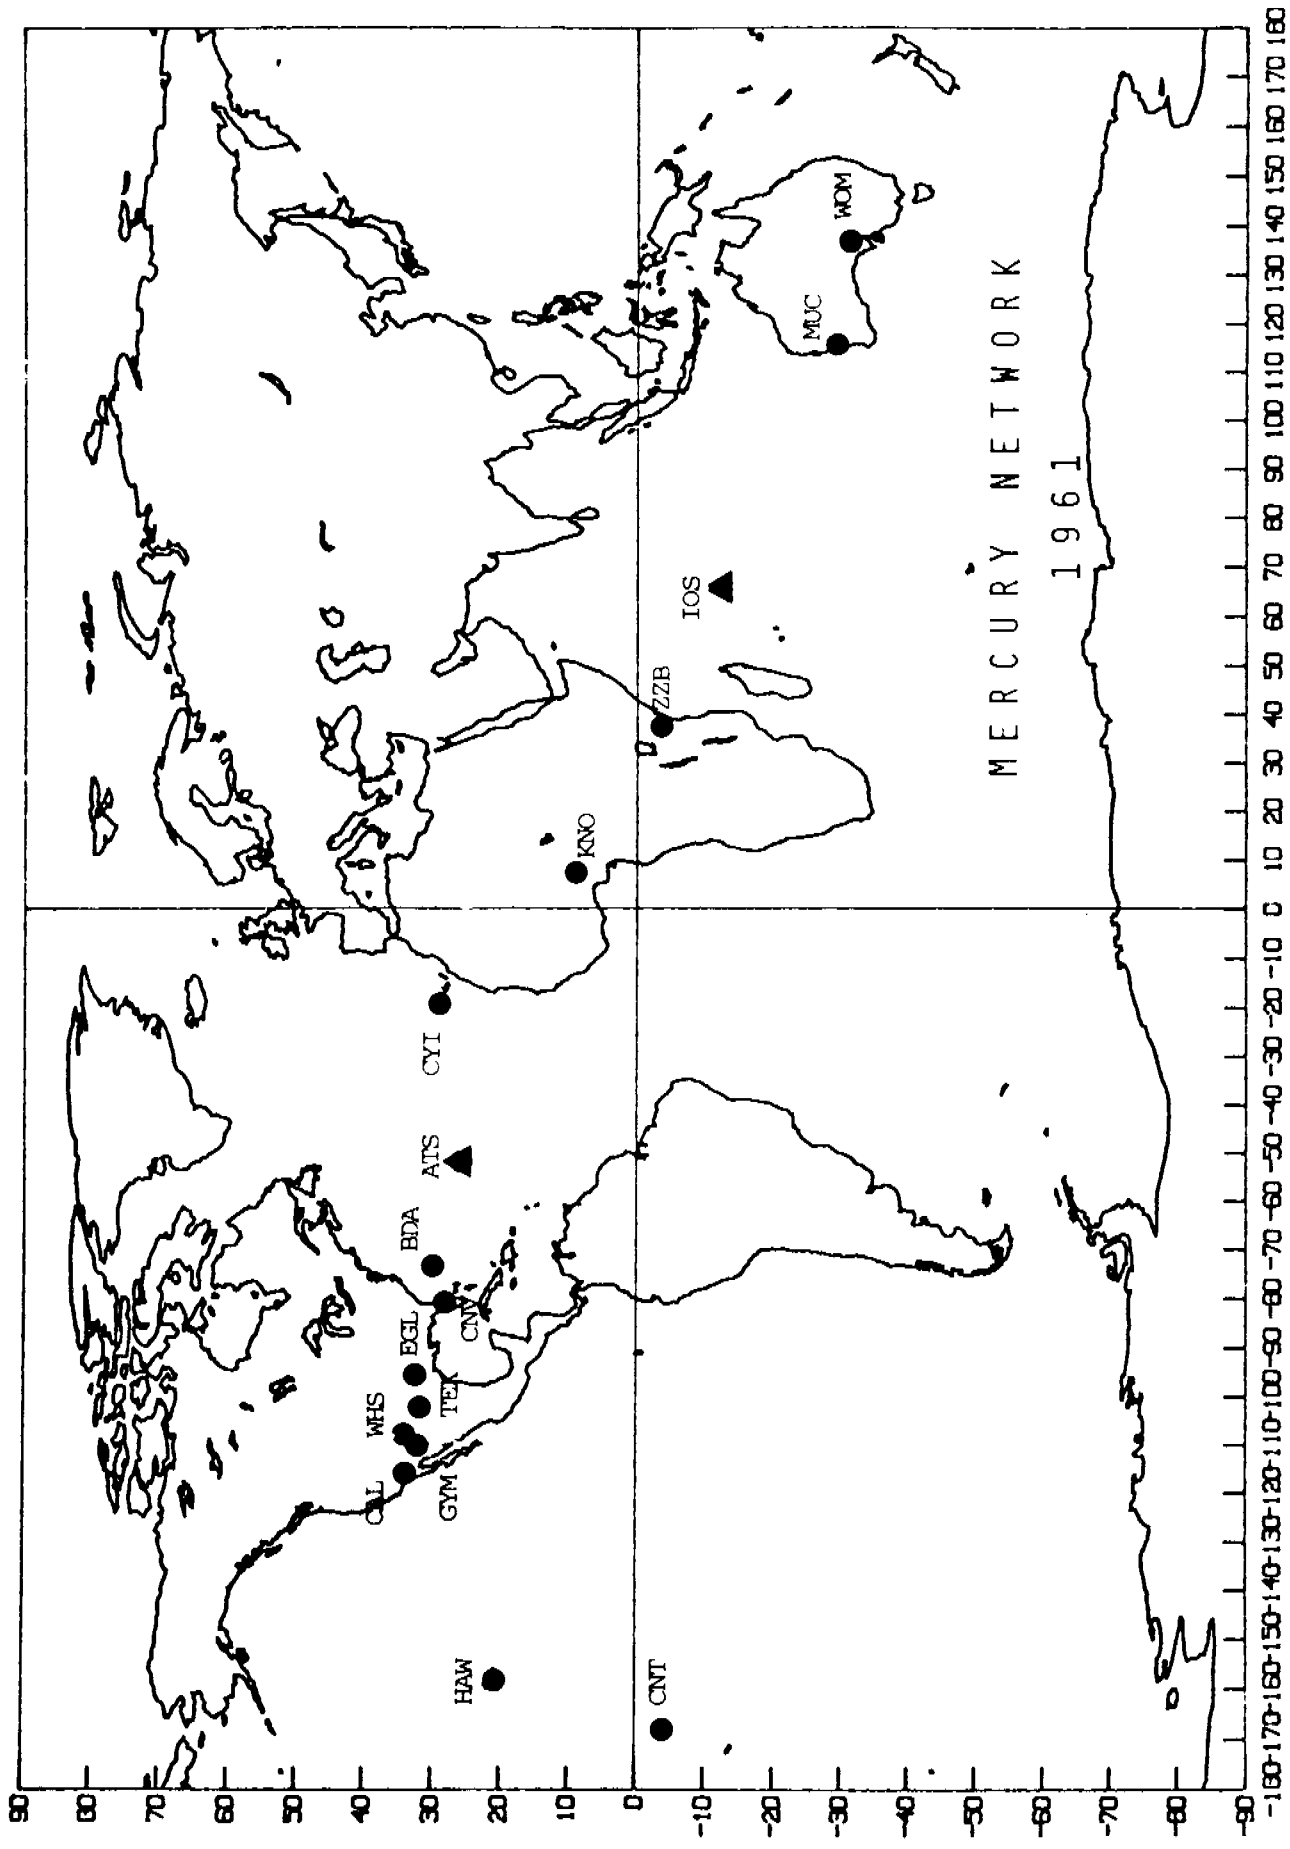 90
80
70
60
50
40
30
20
10
0
-10
-20
-30
-40
-50
-60
-70
-80
-90
HAW
CNT
CAL
WHS
GYM
TEX
EGL
CNV
BDA
ATS
CYI
KNO
ZZB
IOS
MUC
WOM
MERCURY NETWORK
1961
-180-170-160-150-140-130-120-110-100-90-80-70-60-50-40-30-20-10 0 10 20 30 40 50 60 70 80 90 100 110 120 130 140 150 160 170 180